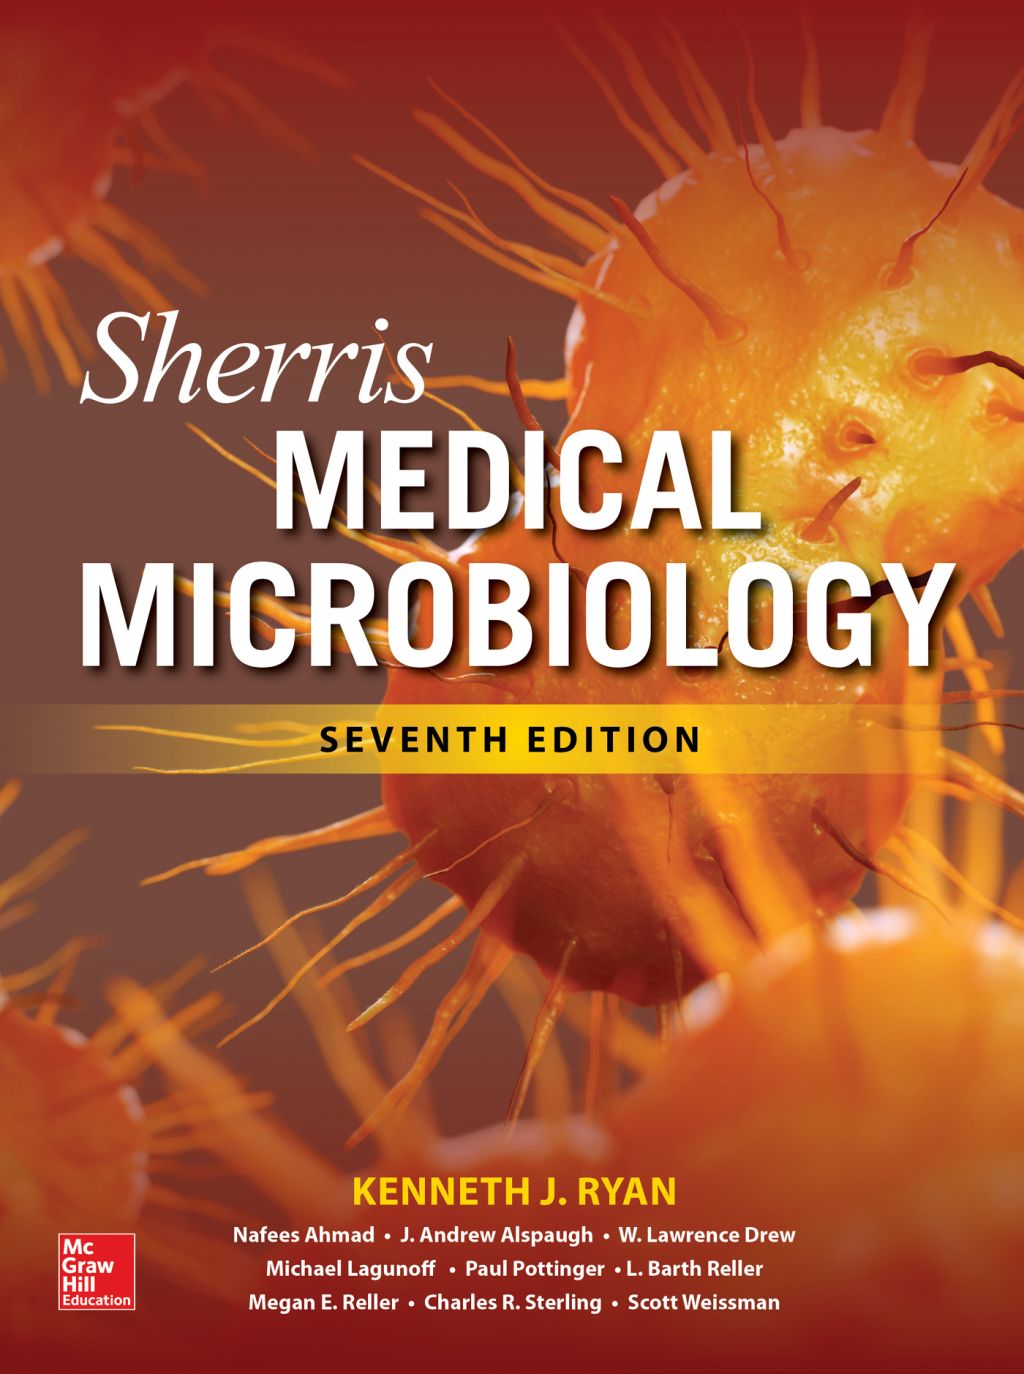 Sherris
MEDICAL
MICROBIOLOGY
SEVENTH EDITION
KENNETH J. RYAN
Nafees Ahmad • J. Andrew Alspaugh • W. Lawrence Drew
Michael Lagunoff • Paul Pottinger • L. Barth Reller
Megan E. Reller • Charles R. Sterling • Scott Weissman
Mc
Graw
Hill
Education